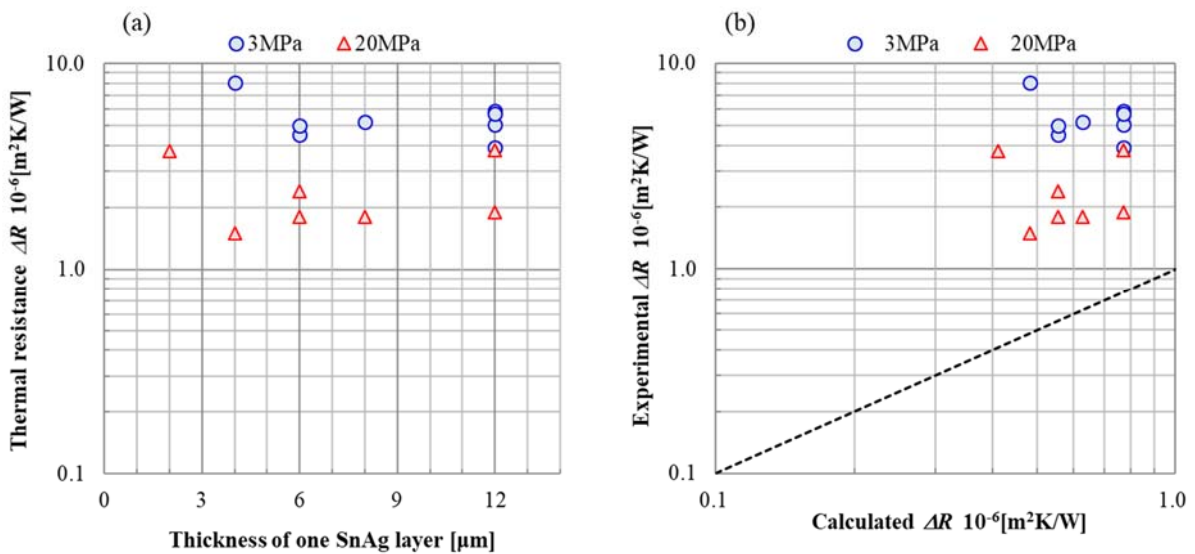 (a)
3MPa 20MPa
10.0
1.0
0.1
0 3 6 9 12
Thermal resistance ΔR 10⁻⁶[m²K/W]
Thickness of one SnAg layer [μm]
(b)
3MPa 20MPa
10.0
1.0
0.1
0.1 1.0
Experimental ΔR 10⁻⁶[m²K/W]
Calculated ΔR 10⁻⁶[m²K/W]